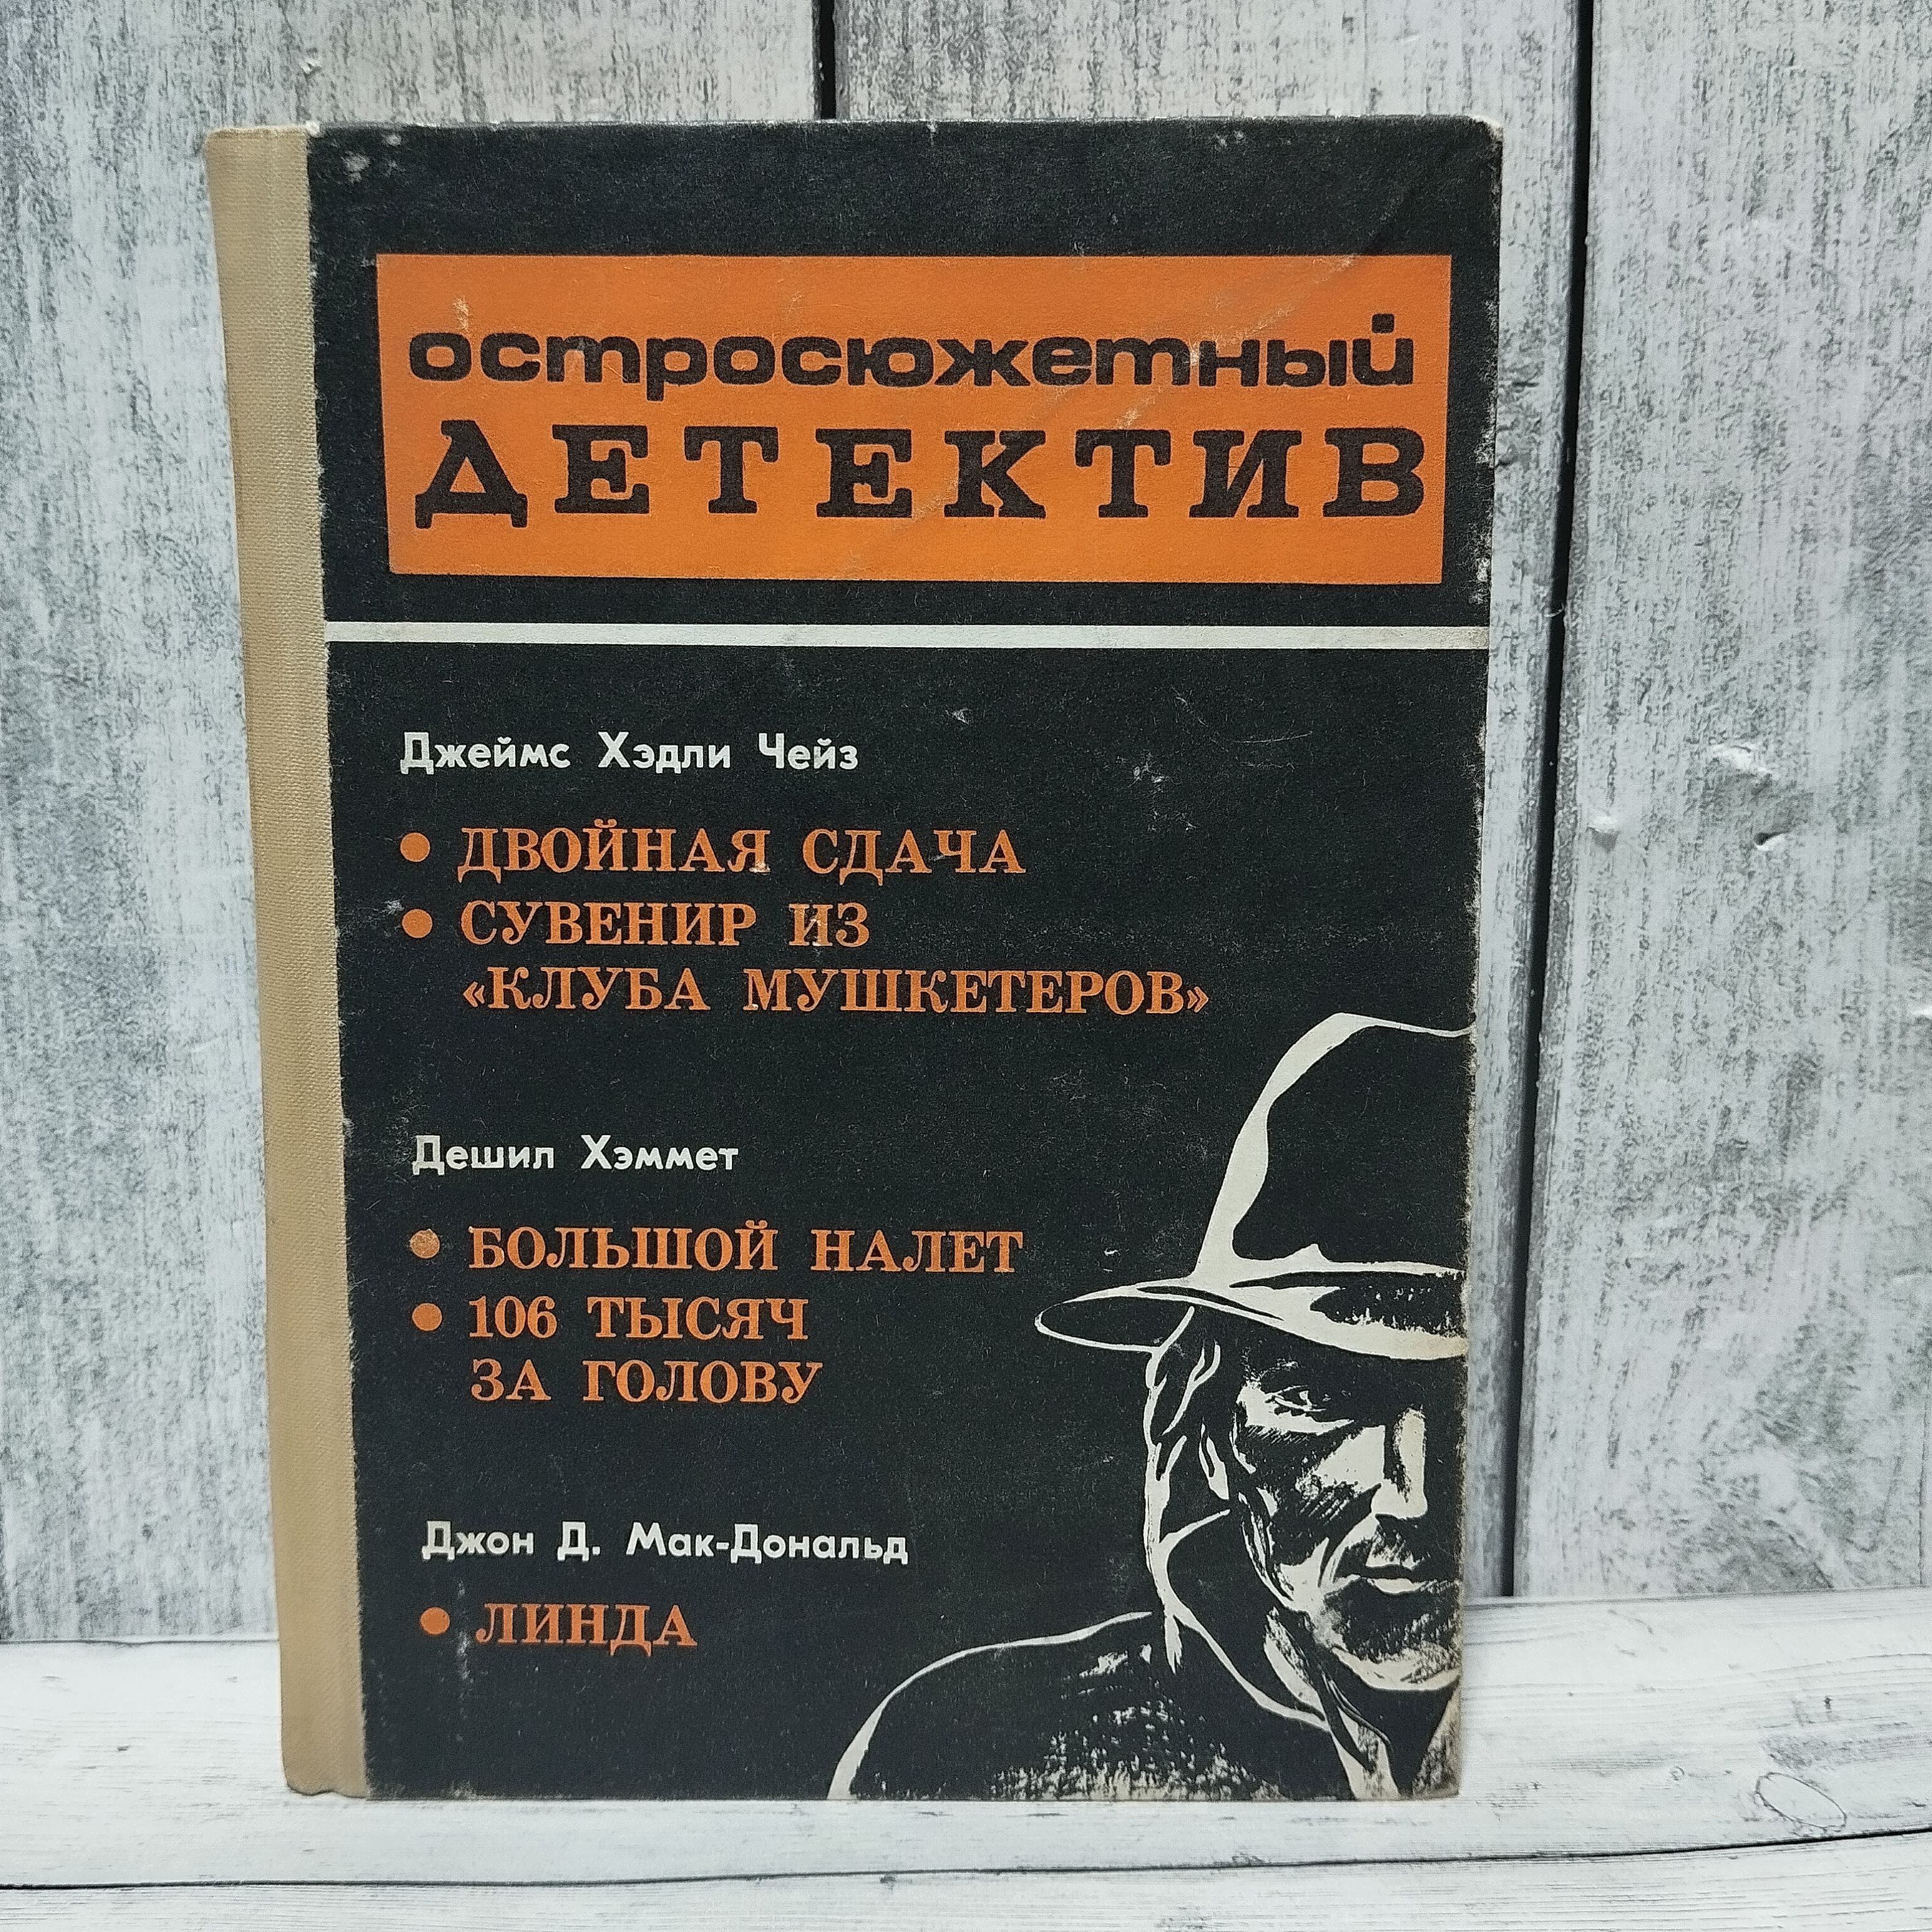 остросюжетный
ДЕТЕКТИВ
Джеймс Хэдли Чейз
• ДВОЙНАЯ СДАЧА
• СУВЕНИР ИЗ
«КЛУБА МУШКЕТЕРОВ»
Дешил Хэммет
• БОЛЬШОЙ НАЛЕТ
• 106 ТЫСЯЧ
ЗА ГОЛОВУ
Джон Д. Мак-Дональд
• ЛИНДА